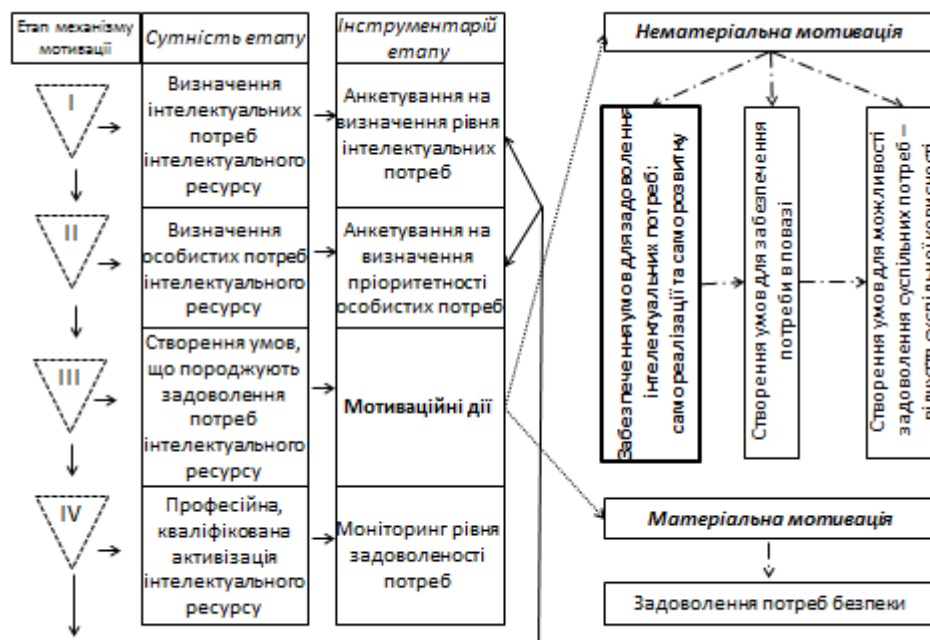 Етап механізму
мотивації
Сутність етапу
Інструментарій
етапу
I
Визначення
інтелектуальних
потреб
інтелектуального
ресурсу
Анкетування на
визначення рівня
інтелектуальних
потреб
II
Визначення
особистих потреб
інтелектуального
ресурсу
Анкетування на
визначення
пріоритетності
особистих потреб
III
Створення умов,
що породжують
задоволення
потреб
інтелектуального
ресурсу
Мотиваційні дії
IV
Професійна,
кваліфікована
активізація
інтелектуального
ресурсу
Моніторинг рівня
задоволеності
потреб
Нематеріальна мотивація
Забезпечення умов для задоволення
інтелектуальних потреб:
самореалізації та саморозвитку
Створення умов для забезпечення
потреби в повазі
Створення умов для можливості
задоволення суспільних потреб –
Матеріальна мотивація
Задоволення потреб безпеки